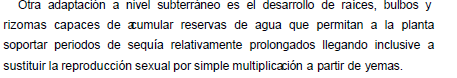 Otra adaptación a nivel subterráneo es el desarrollo de raíces, bulbos y
rizomas capaces de acumular reservas de agua que permitan a la planta
soportar periodos de sequía relativamente prolongados llegando inclusive a
sustituir la reproducción sexual por simple multiplicación a partir de yemas.